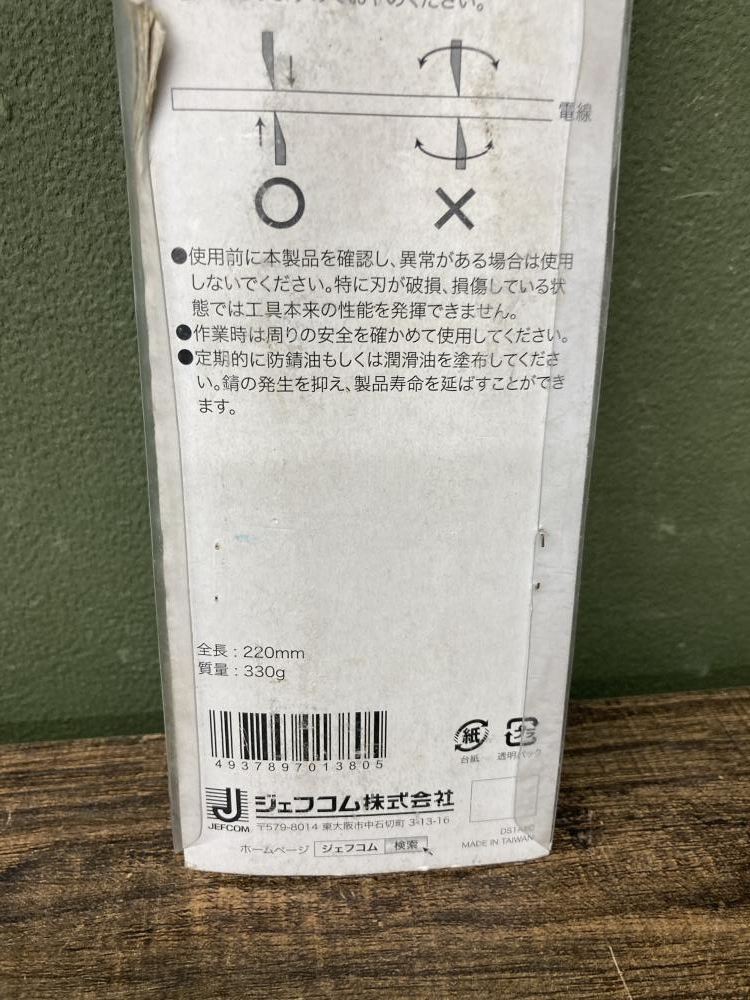 ください。
電線
●使用前に本製品を確認し、異常がある場合は使用
しないでください。特に刃が破損、損傷している状
態では工具本来の性能を発揮できません。
●作業時は周りの安全を確かめて使用してください。
●定期的に防錆油もしくは潤滑油を塗布してくださ
い。錆の発生を抑え、製品寿命を延ばすことができ
ます。
全長：220mm
質量：330g
4937897013805
紙
台紙
透明パック
ジェフコム株式会社
JEFCOM
〒579-8014 東大阪市中石切町 3-13-16
ホームページ ジェフコム 検索
MADE IN TAIWAN